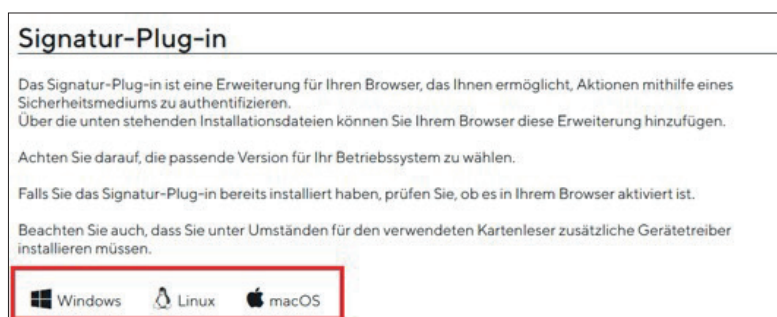 Signatur-Plug-in
Das Signatur-Plug-in ist eine Erweiterung für Ihren Browser, das Ihnen ermöglicht, Aktionen mithilfe eines
Sicherheitsmediums zu authentifizieren.
Über die unten stehenden Installationsdateien können Sie Ihrem Browser diese Erweiterung hinzufügen.
Achten Sie darauf, die passende Version für Ihr Betriebssystem zu wählen.
Falls Sie das Signatur-Plug-in bereits installiert haben, prüfen Sie, ob es in Ihrem Browser aktiviert ist.
Beachten Sie auch, dass Sie unter Umständen für den verwendeten Kartenleser zusätzliche Gerätetreiber
installieren müssen.
Windows Linux macOS